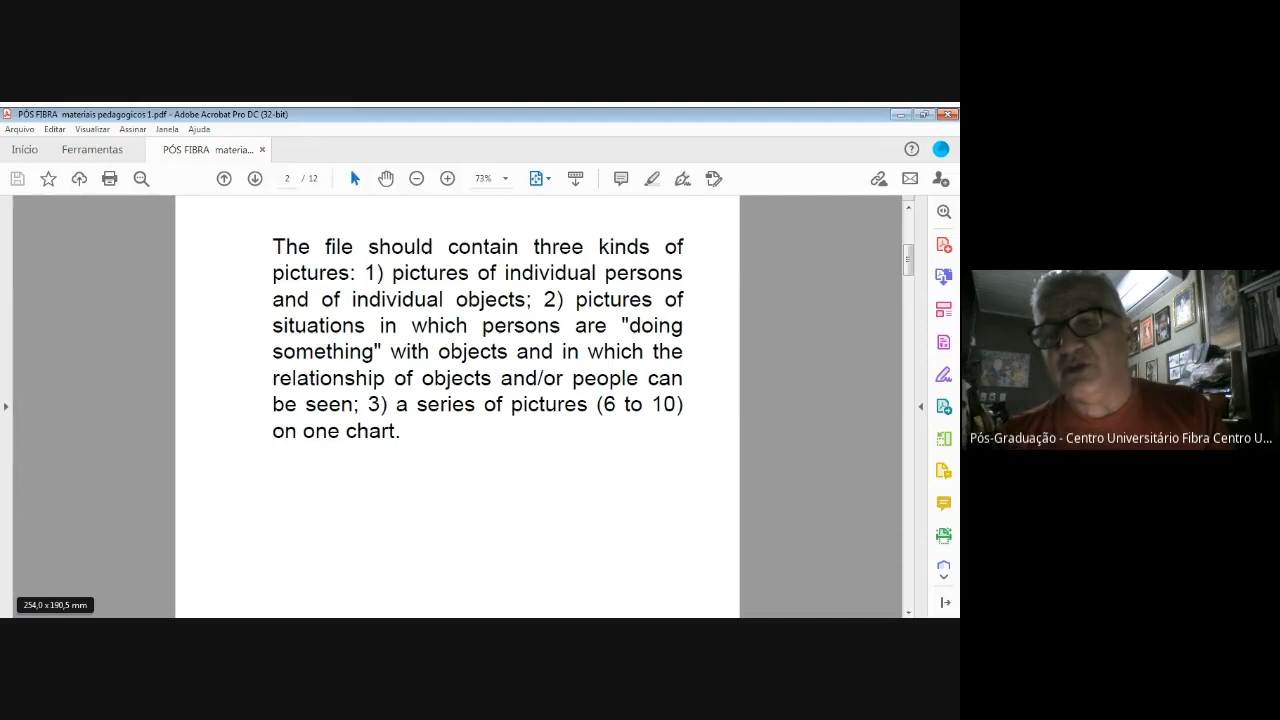 PÓS FIBRA materiais pedagogicos 1.pdf - Adobe Acrobat Pro DC (32-bit)
Arquivo Editar Visualizar Assinar Janela Ajuda
Início Ferramentas PÓS FIBRA materia...
2 / 12 73%
The file should contain three kinds of
pictures: 1) pictures of individual persons
and of individual objects; 2) pictures of
situations in which persons are "doing
something" with objects and in which the
relationship of objects and/or people can
be seen; 3) a series of pictures (6 to 10)
on one chart.
254,0 x 190,5 mm
Pós-Graduação - Centro Universitário Fibra Centro U...